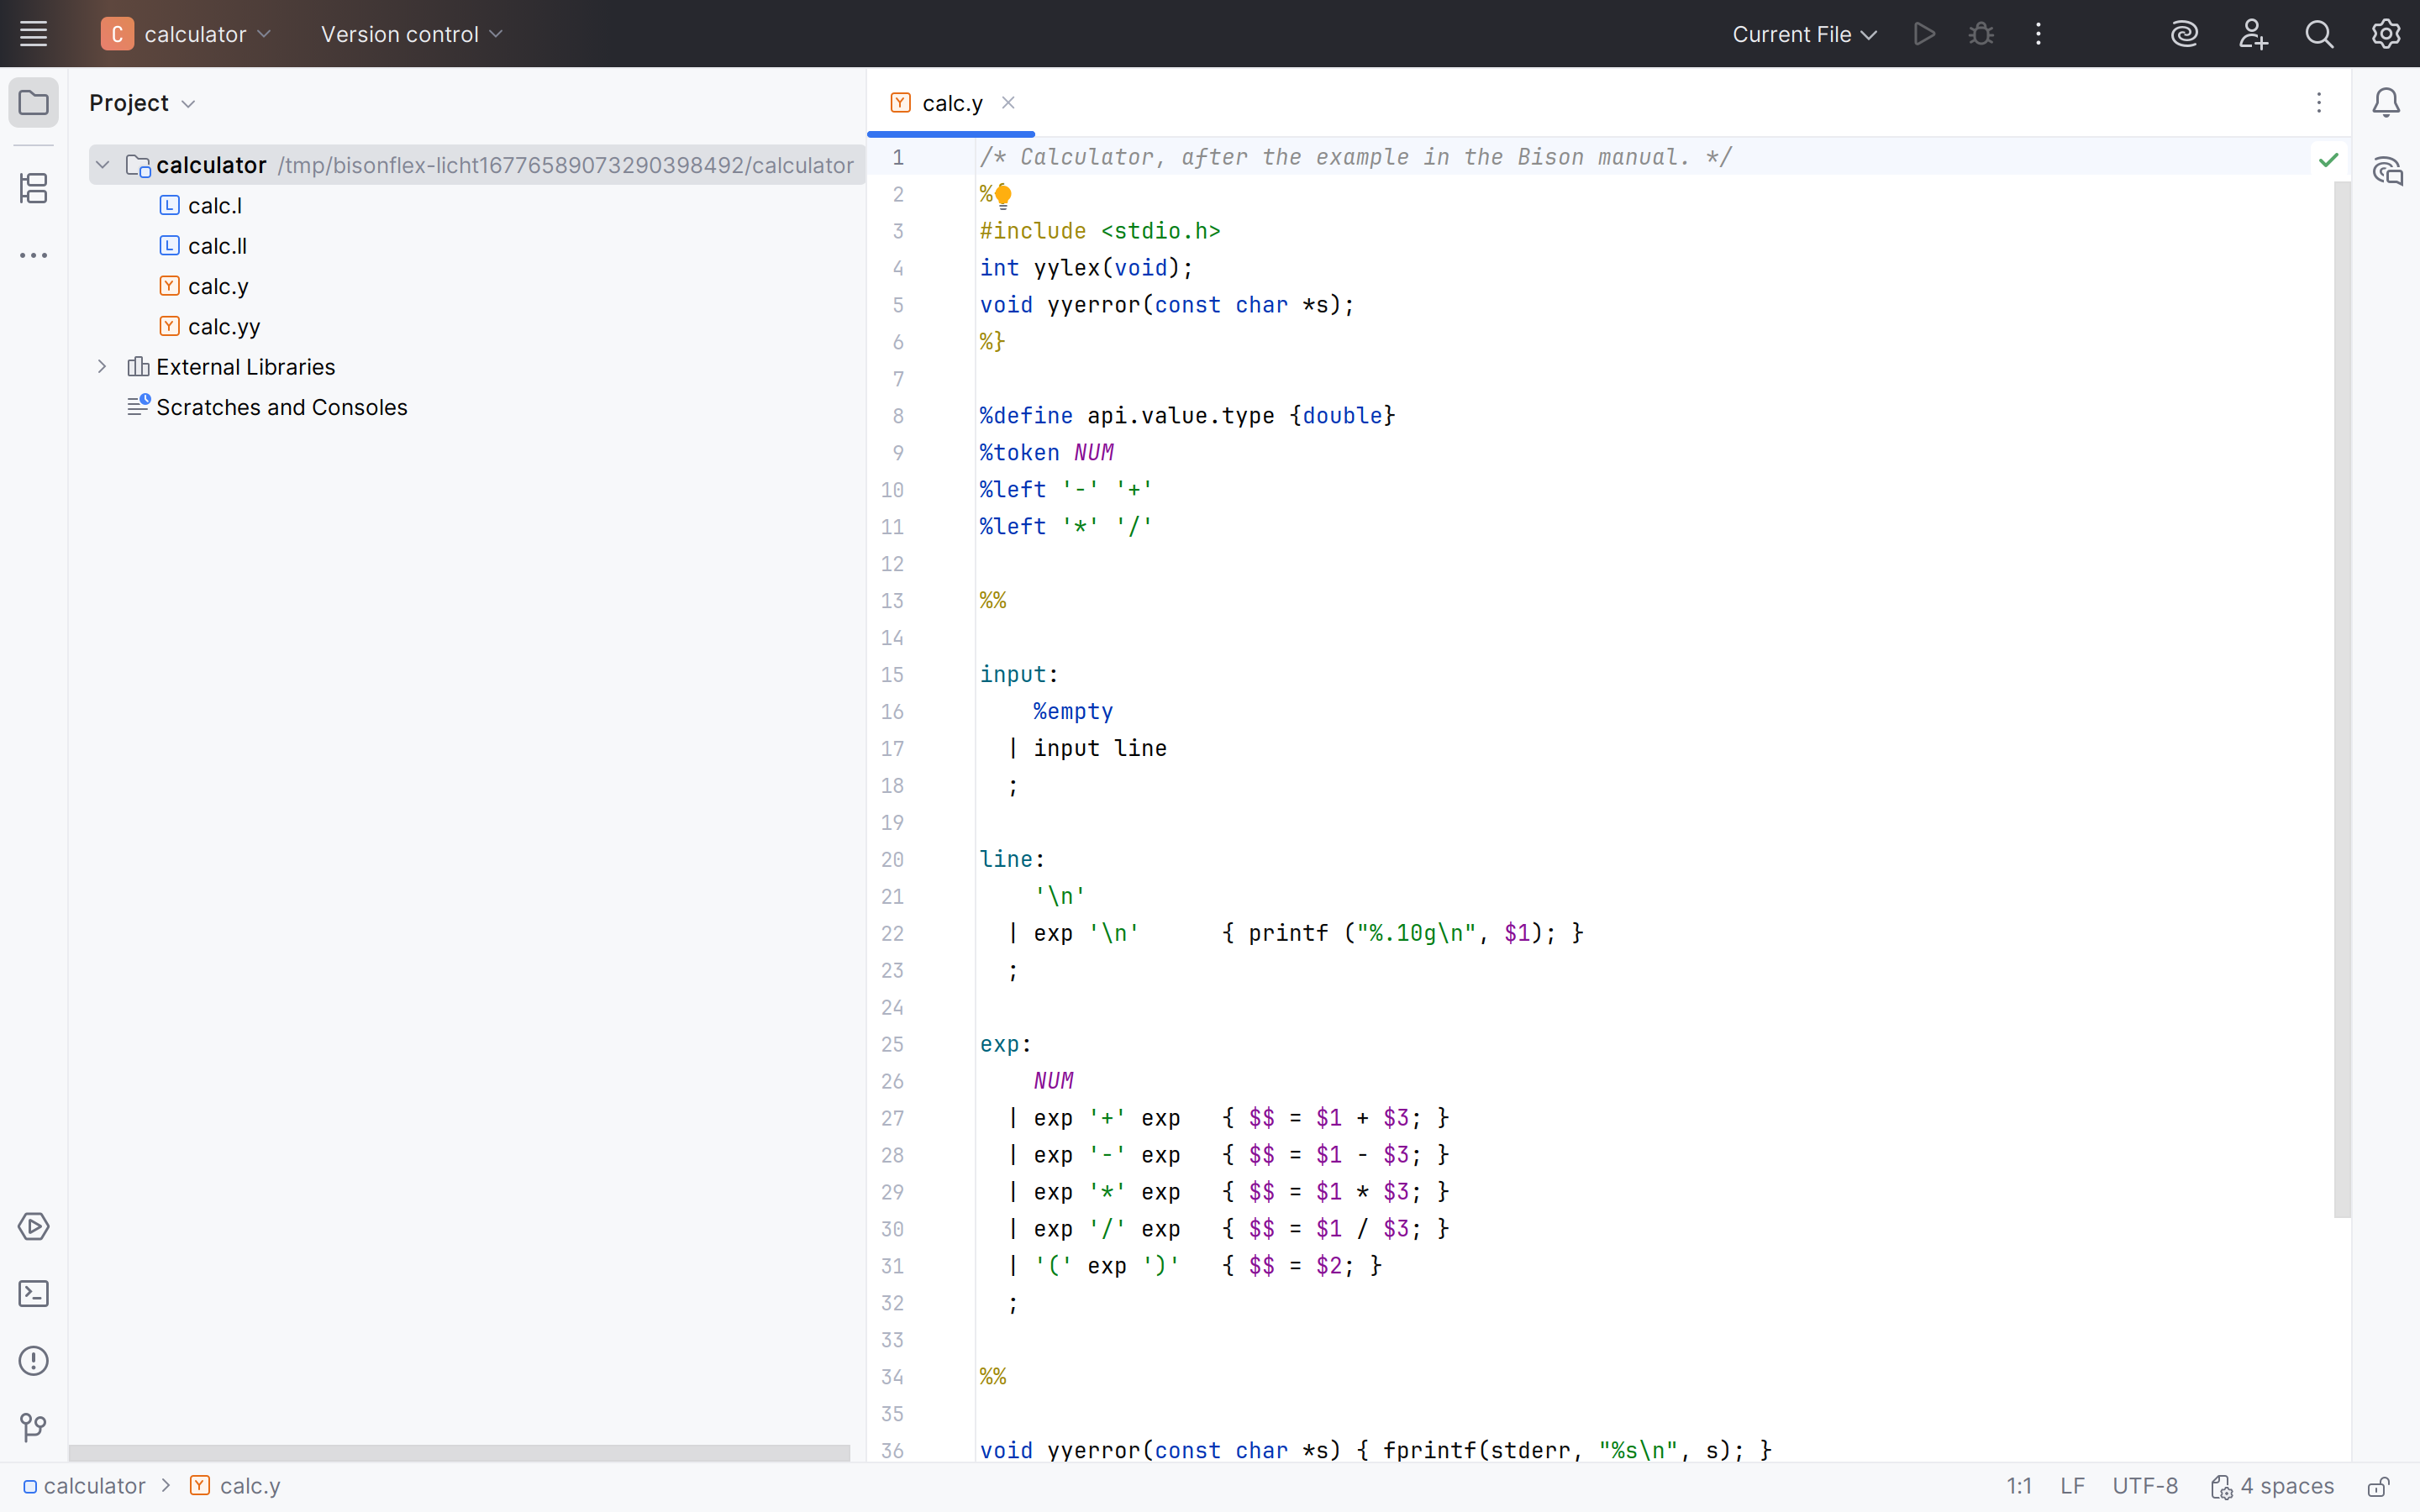 C calculator Version control Current File
Project
calculator /tmp/bisonflex-licht16776589073290398492/calculator
L calc.l
L calc.ll
Y calc.y
Y calc.yy
External Libraries
Scratches and Consoles
Y calc.y
1 /* Calculator, after the example in the Bison manual. */
2 %
3 #include <stdio.h>
4 int yylex(void);
5 void yyerror(const char *s);
6 %}
7
8 %define api.value.type {double}
9 %token NUM
10 %left '-' '+'
11 %left '*' '/'
12
13 %%
14
15 input:
16 %empty
17 | input line
18 ;
19
20 line:
21 '\n'
22 | exp '\n' { printf ("%.10g\n", $1); }
23 ;
24
25 exp:
26 NUM
27 | exp '+' exp { $$ = $1 + $3; }
28 | exp '-' exp { $$ = $1 - $3; }
29 | exp '*' exp { $$ = $1 * $3; }
30 | exp '/' exp { $$ = $1 / $3; }
31 | '(' exp ')' { $$ = $2; }
32 ;
33
34 %%
35
36 void yyerror(const char *s) { fprintf(stderr, "%s\n", s); }
calculator > Y calc.y 1:1 LF UTF-8 4 spaces